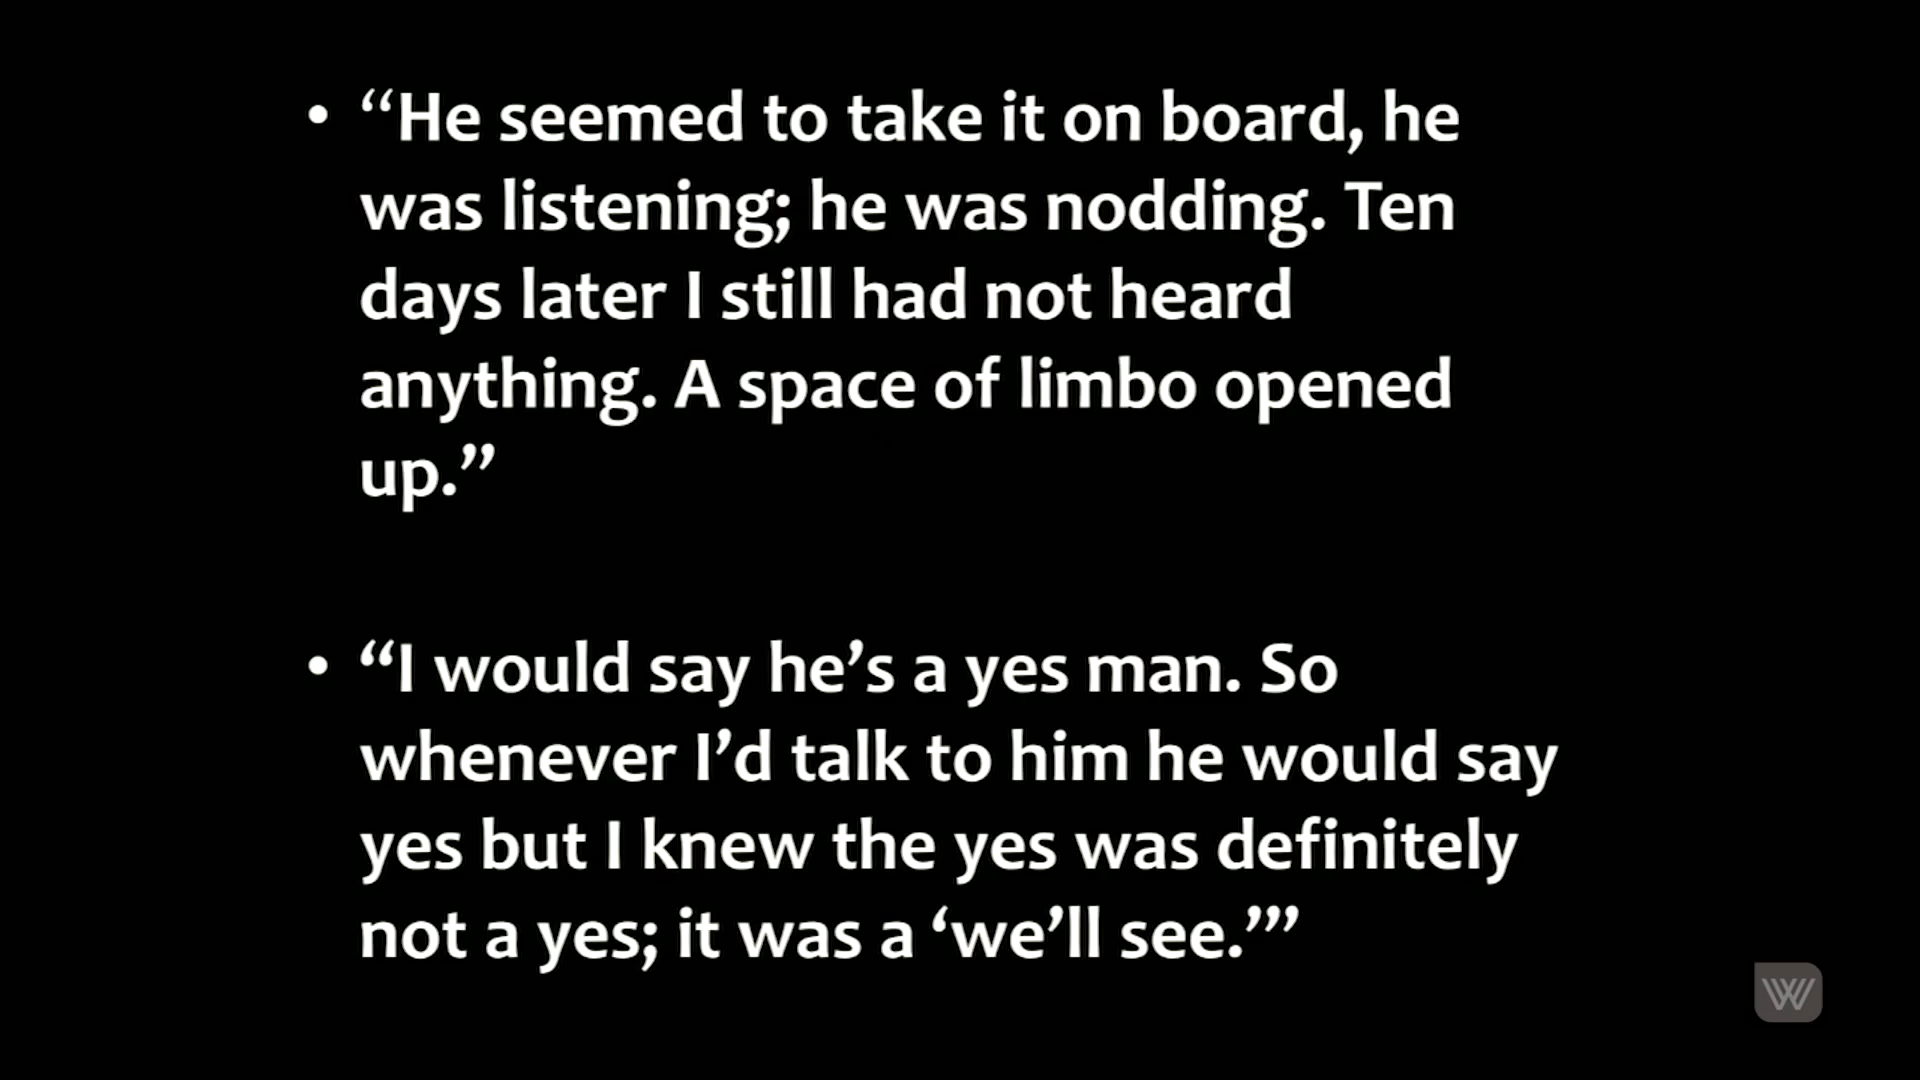 • “He seemed to take it on board, he
was listening; he was nodding. Ten
days later I still had not heard
anything. A space of limbo opened
up.”
• “I would say he’s a yes man. So
whenever I’d talk to him he would say
yes but I knew the yes was definitely
not a yes; it was a ‘we’ll see.’”
W